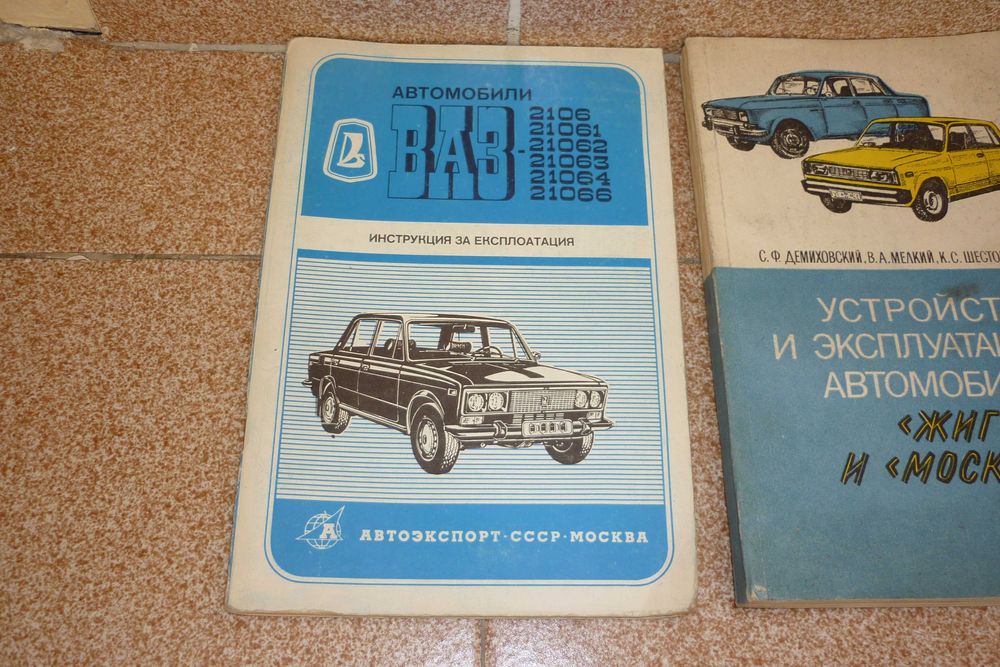 АВТОМОБИЛИ
ВАЗ-2106
21061
21062
21063
21064
21066
ИНСТРУКЦИЯ ЗА ЕКСПЛОАТАЦИЯ
А АВТОЭКСПОРТ·СССР·МОСКВА
С. Ф. ДЕМИХОВСКИЙ, В. А. МЕЛКИЙ, К. С. ШЕСТО
УСТРОЙСТ
И ЭКСПЛУАТАЦ
АВТОМОБИ
«ЖИГ
И «МОСК